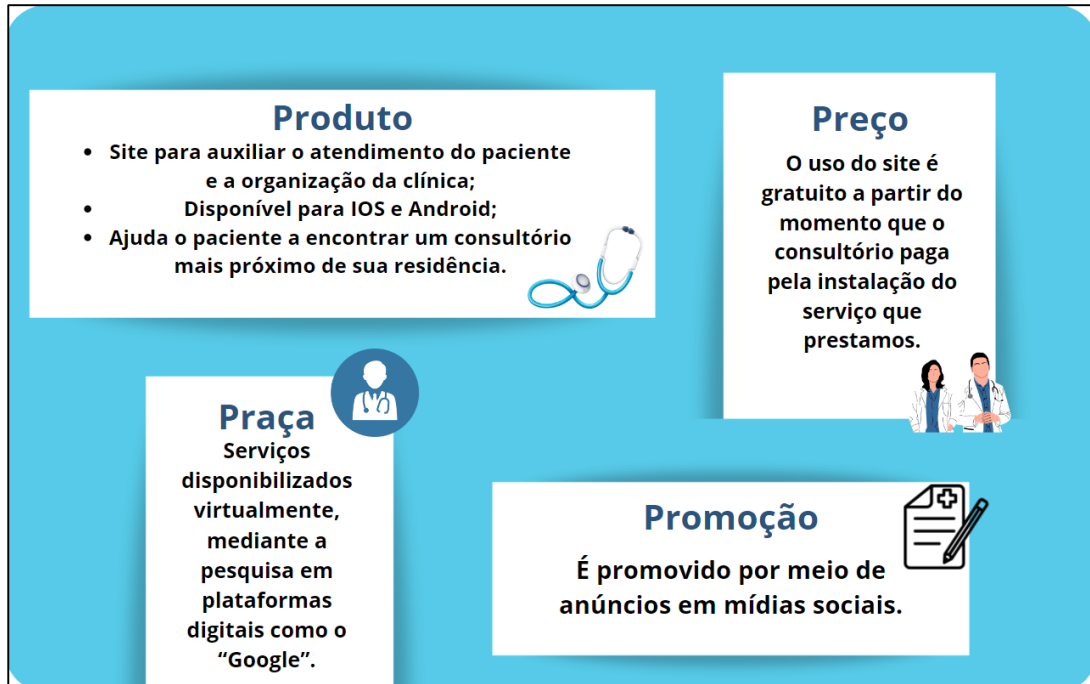 Produto
• Site para auxiliar o atendimento do paciente
e a organização da clínica;
• Disponível para IOS e Android;
• Ajuda o paciente a encontrar um consultório
mais próximo de sua residência.
Preço
O uso do site é
gratuito a partir do
momento que o
consultório paga
pela instalação do
serviço que
prestamos.
Praça
Serviços
disponibilizados
virtualmente,
mediante a
pesquisa em
plataformas
digitais como o
“Google”.
Promoção
É promovido por meio de
anúncios em mídias sociais.